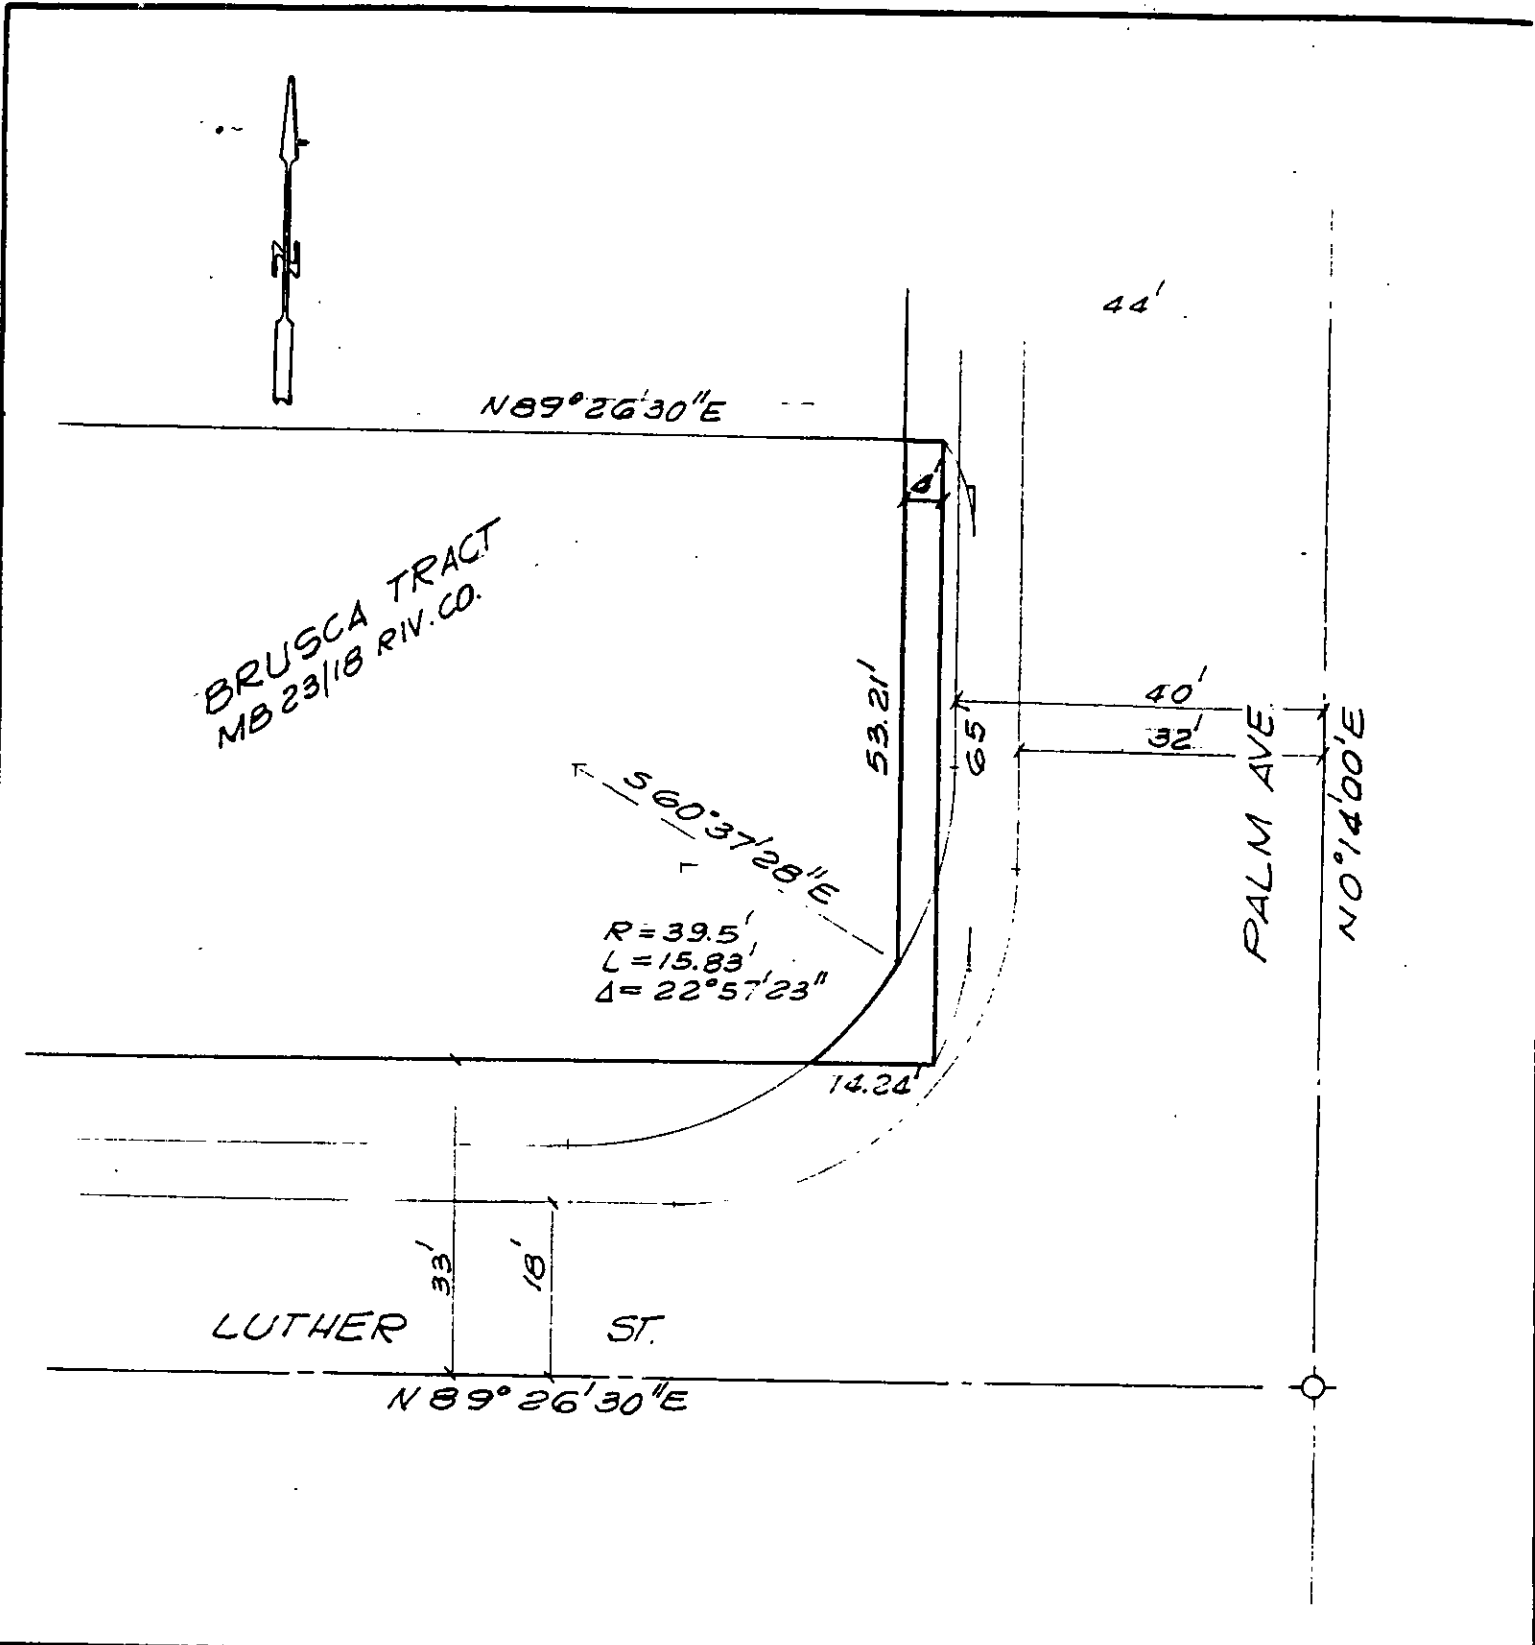 N
44'
N89°26'30"E
4'
BRUSCA TRACT
MB 23/18 RIV. CO.
53.21'
65'
40'
32'
PALM AVE
N0°14'00"E
S60°37'28"E
R=39.5'
L=15.83'
Δ=22°57'23"
14.24'
33'
18'
LUTHER ST.
N89°26'30"E